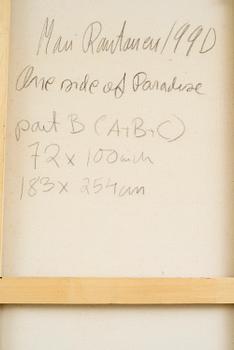 Mari Rantanen 1990
One side of Paradise
part B (A+B+C)
72 x 100 inch
183 x 254 cm